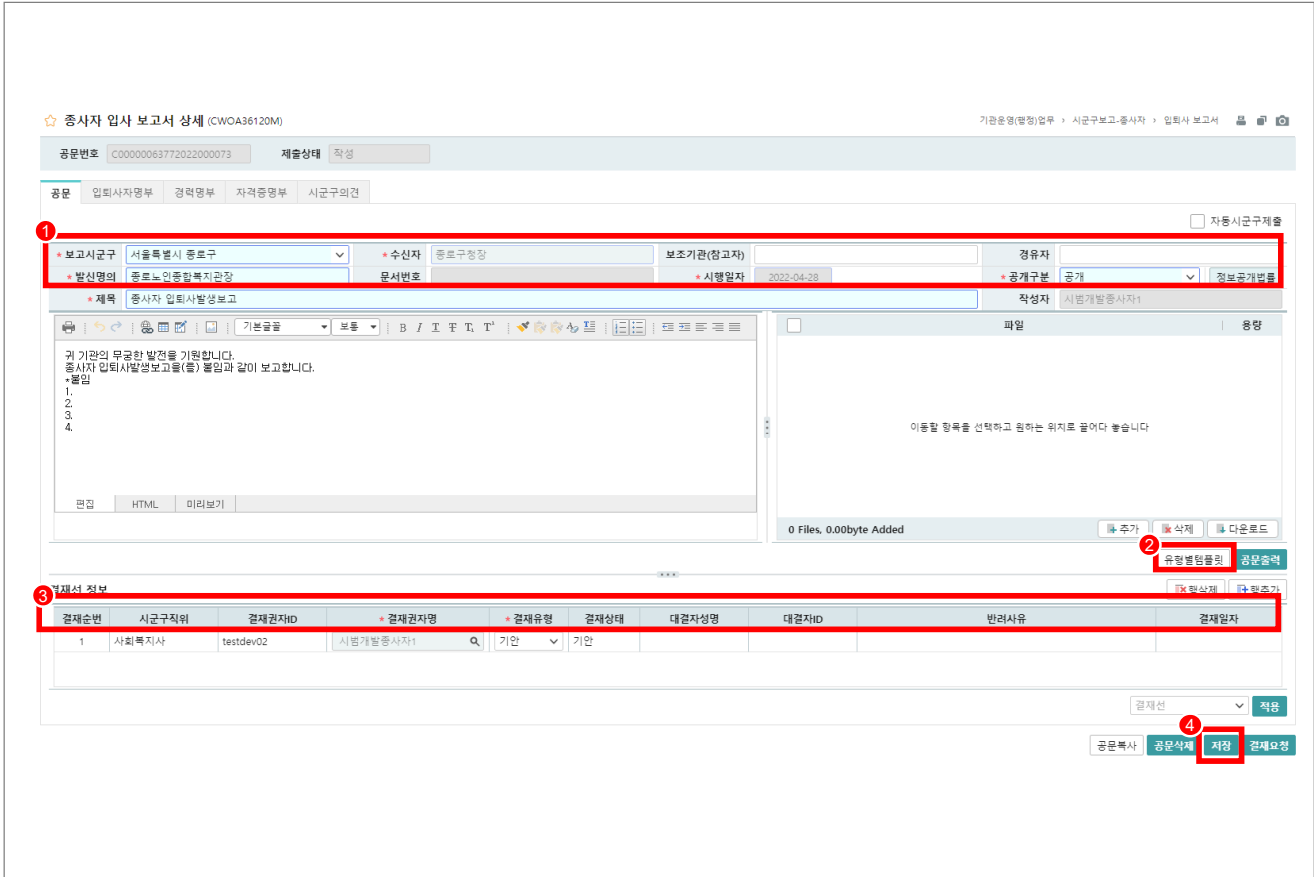 종사자 입사 보고서 상세 (CWOA36120M)
기관운영(행정)업무 › 시군구보고-종사자 › 입퇴사 보고서
공문번호 C00000063772022000073 제출상태 작성
공문 입퇴사자명부 경력명부 자격증명부 시군구의견
자동시군구제출
1
* 보고시군구 서울특별시 종로구 * 수신자 종로구청장 보조기관(참고자) 경유자
* 발신명의 종로노인종합복지관장 문서번호 * 시행일자 2022-04-28 * 공개구분 공개 정보공개법률
* 제목 종사자 입퇴사발생보고 작성자 시범개발종사자1
기본글꼴 보통
파일 용량
귀 기관의 무궁한 발전을 기원합니다.
종사자 입퇴사발생보고을(를) 붙임과 같이 보고합니다.
*붙임
1.
2.
3.
4.
이동할 항목을 선택하고 원하는 위치로 끌어다 놓습니다
편집 HTML 미리보기
0 Files, 0.00byte Added 추가 삭제 다운로드
2
유형별템플릿 공문출력
결재선 정보 행삭제 행추가
3
결재순번 시군구직위 결재권자ID * 결재권자명 * 결재유형 결재상태 대결자성명 대결자ID 반려사유 결재일자
1 사회복지사 testdev02 시범개발종사자1 기안 기안
결재선 적용
4
공문복사 공문삭제 저장 결재요청